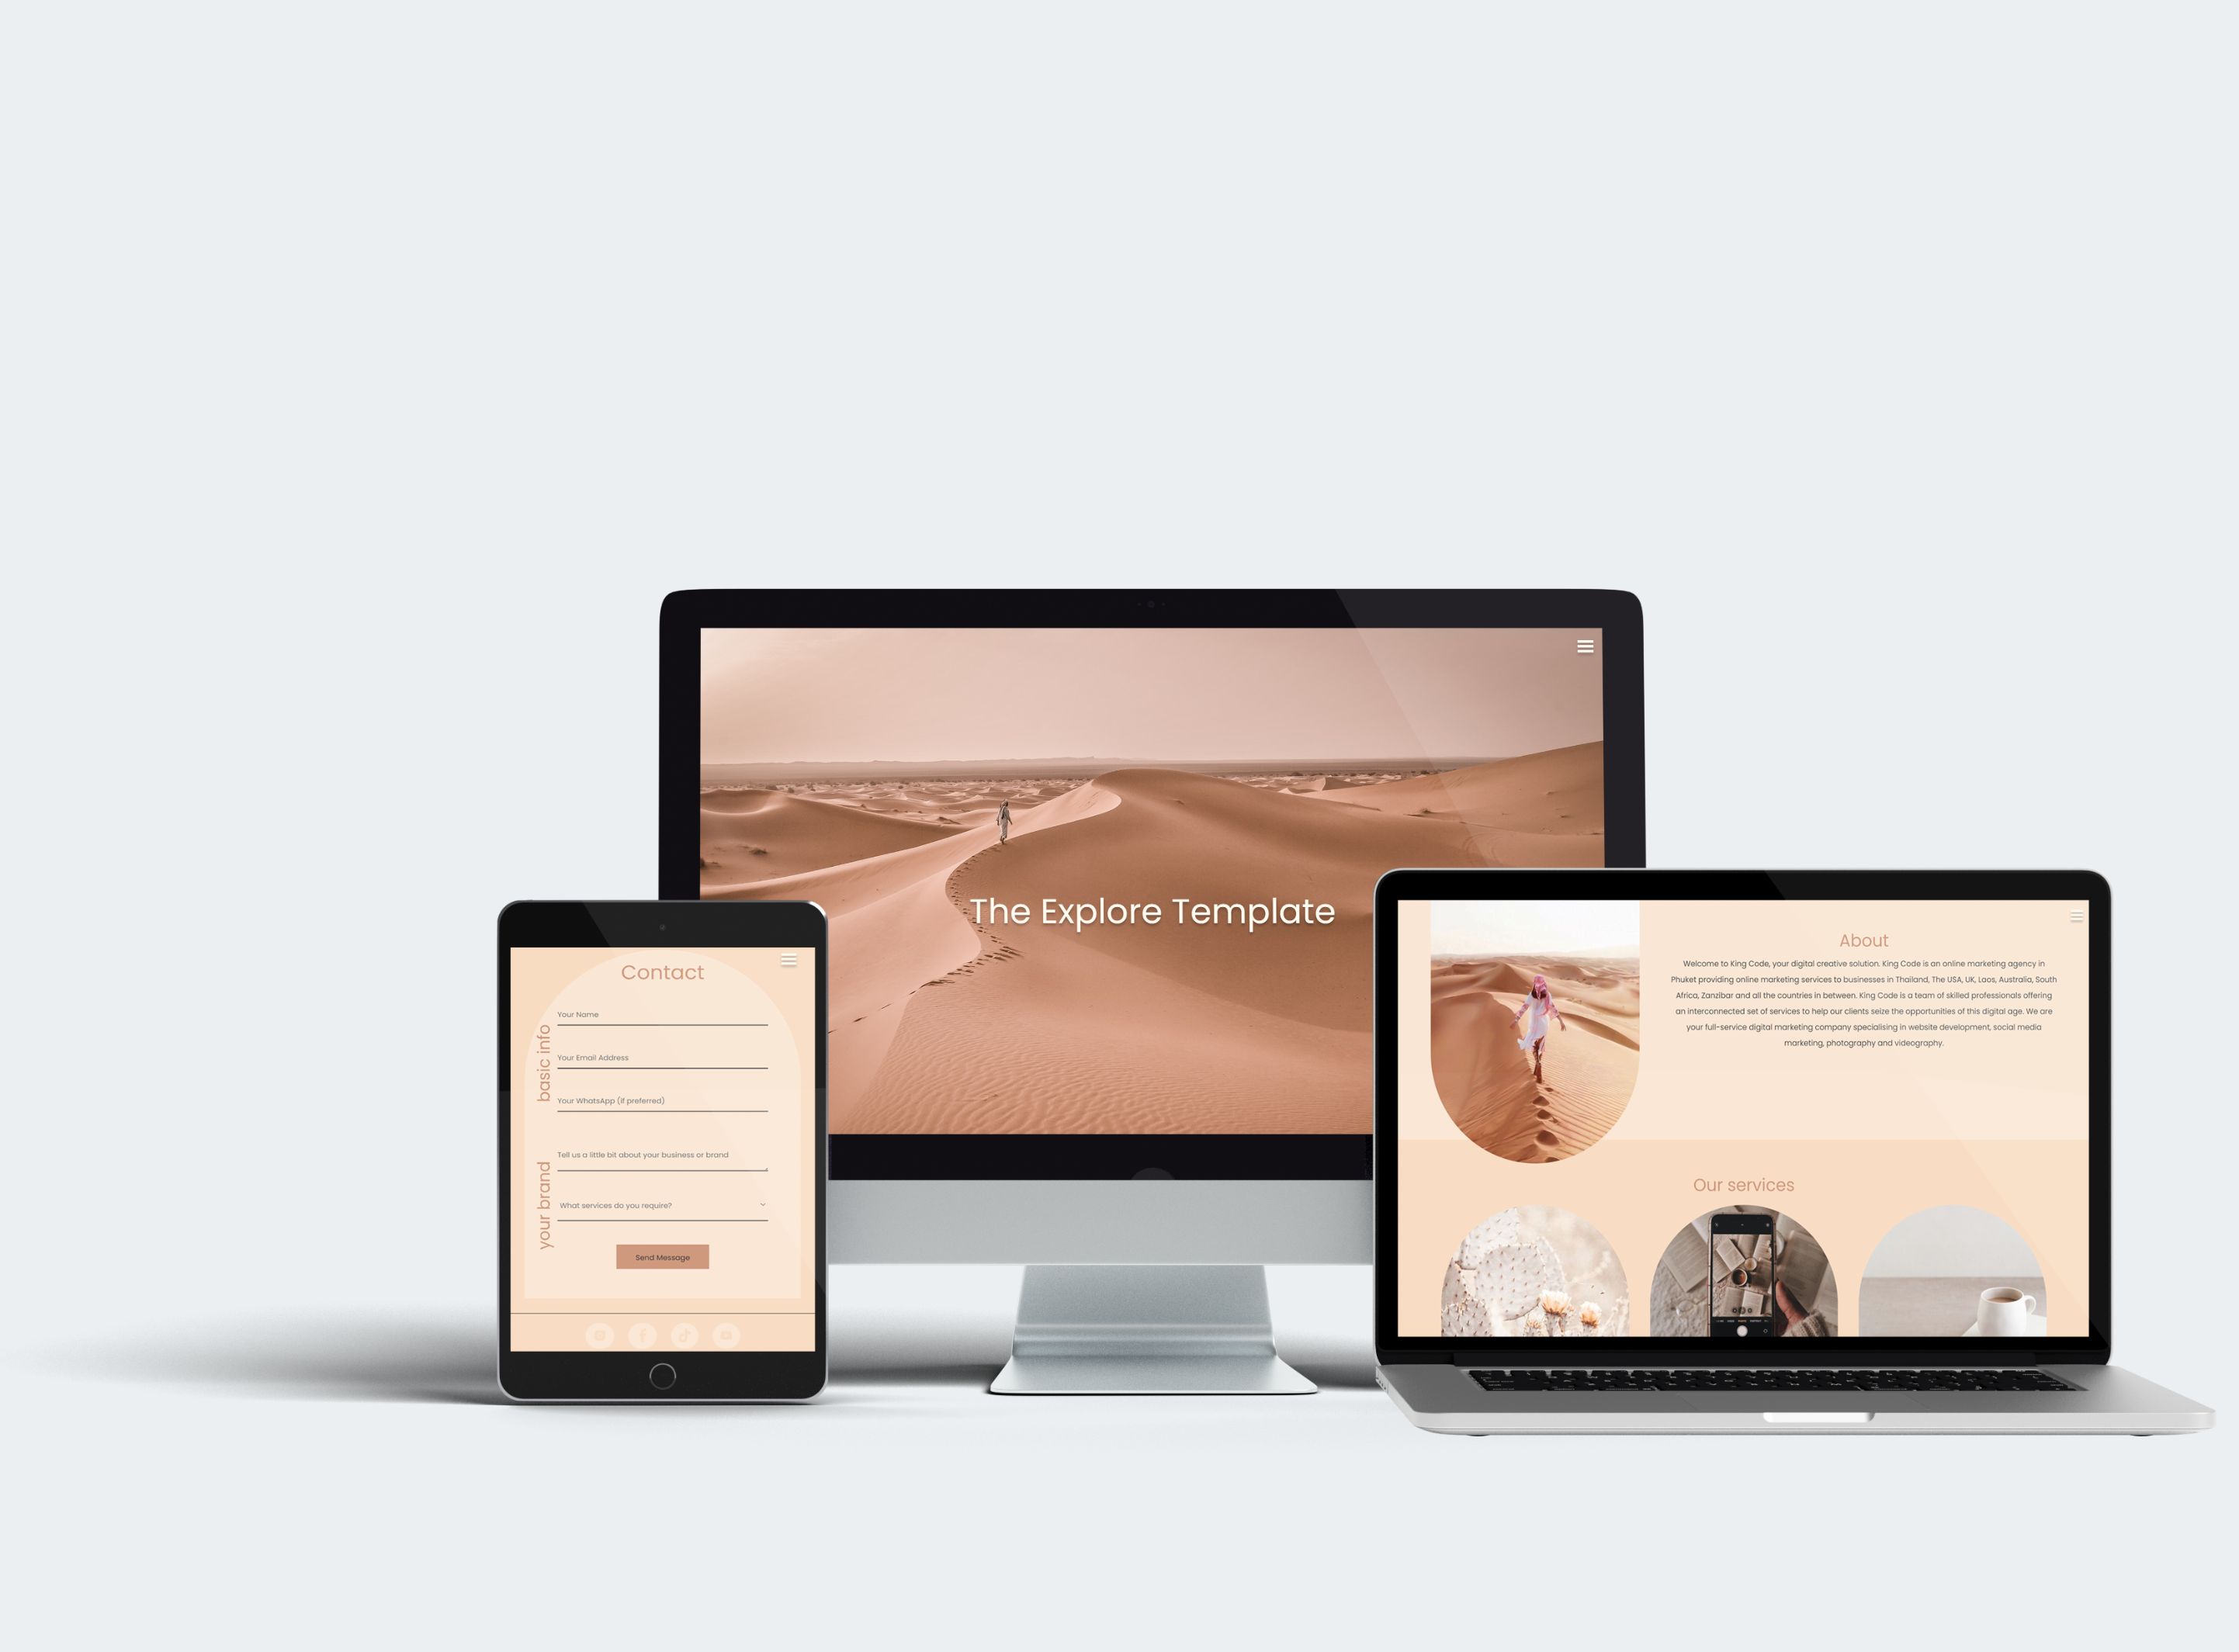 The Explore Template
Contact
basic info
Your Name
Your Email Address
Your WhatsApp (if preferred)
your brand
Tell us a little bit about your business or brand
What services do you require?
Send Message
About
Welcome to King Code, your digital creative solution. King Code is an online marketing agency in
Phuket providing online marketing services to businesses in Thailand, The USA, UK, Laos, Australia, South
Africa, Zanzibar and all the countries in between. King Code is a team of skilled professionals offering
an interconnected set of services to help our clients seize the opportunities of this digital age. We are
your full-service digital marketing company specialising in website development, social media
marketing, photography and videography.
Our services